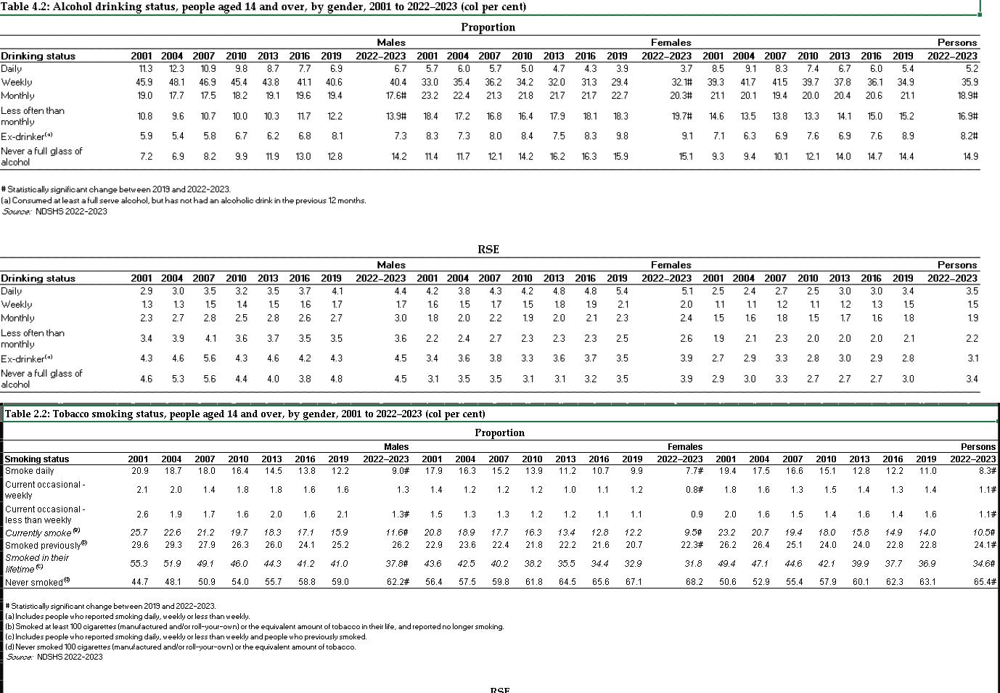 Table 4.2: Alcohol drinking status, people aged 14 and over, by gender, 2001 to 2022–2023 (col per cent)
Proportion
Males Females Persons
Drinking status 2001 2004 2007 2010 2013 2016 2019 2022–2023 2001 2004 2007 2010 2013 2016 2019 2022–2023 2001 2004 2007 2010 2013 2016 2019 2022–2023
Daily 11.3 12.3 10.9 9.8 8.7 7.7 6.9 6.7 5.7 6.0 5.7 5.0 4.7 4.3 3.9 3.7 8.5 9.1 8.3 7.4 6.7 6.0 5.4 5.2
Weekly 45.9 48.1 46.9 45.4 43.8 41.1 40.6 40.4 33.0 35.4 36.2 34.2 32.0 31.3 29.4 32.1# 39.3 41.7 41.5 39.7 37.8 36.1 34.9 35.9
Monthly 19.0 17.7 17.5 18.2 19.1 19.6 19.4 17.6# 23.2 22.4 21.3 21.8 21.7 21.7 22.7 20.3# 21.1 20.1 19.4 20.0 20.4 20.6 21.1 18.9#
Less often than
monthly 10.8 9.6 10.7 10.0 10.3 11.7 12.2 13.9# 18.4 17.2 16.8 16.4 17.9 18.1 18.3 19.7# 14.6 13.5 13.8 13.3 14.1 15.0 15.2 16.9#
Ex-drinker(a) 5.9 5.4 5.8 6.7 6.2 6.8 8.1 7.3 8.3 7.3 8.0 8.4 7.5 8.3 9.8 9.1 7.1 6.3 6.9 7.6 6.9 7.6 8.9 8.2#
Never a full glass of
alcohol 7.2 6.9 8.2 9.9 11.9 13.0 12.8 14.2 11.4 11.7 12.1 14.2 16.2 16.3 15.9 15.1 9.3 9.4 10.1 12.1 14.0 14.7 14.4 14.9
# Statistically significant change between 2019 and 2022-2023.
(a) Consumed at least a full serve alcohol, but has not had an alcoholic drink in the previous 12 months.
Source: NDSHS 2022-2023
RSE
Males Females Persons
Drinking status 2001 2004 2007 2010 2013 2016 2019 2022–2023 2001 2004 2007 2010 2013 2016 2019 2022–2023 2001 2004 2007 2010 2013 2016 2019 2022–2023
Daily 2.9 3.0 3.5 3.2 3.5 3.7 4.1 4.4 4.2 3.8 4.3 4.2 4.8 4.8 5.4 5.1 2.5 2.4 2.7 2.5 3.0 3.0 3.4 3.5
Weekly 1.3 1.3 1.5 1.4 1.5 1.6 1.7 1.7 1.6 1.5 1.7 1.5 1.8 1.9 2.1 2.0 1.1 1.1 1.2 1.1 1.2 1.3 1.5 1.5
Monthly 2.3 2.7 2.8 2.5 2.8 2.6 2.7 3.0 1.8 2.0 2.2 1.9 2.0 2.1 2.3 2.4 1.5 1.6 1.8 1.5 1.7 1.6 1.8 1.9
Less often than
monthly 3.4 3.9 4.1 3.6 3.7 3.5 3.5 3.6 2.2 2.4 2.7 2.3 2.3 2.3 2.5 2.6 1.9 2.1 2.3 2.0 2.0 2.0 2.1 2.2
Ex-drinker(a) 4.3 4.6 5.6 4.3 4.6 4.2 4.3 4.5 3.4 3.6 3.8 3.3 3.6 3.7 3.5 3.9 2.7 2.9 3.3 2.8 3.0 2.9 2.8 3.1
Never a full glass of
alcohol 4.6 5.3 5.6 4.4 4.0 3.8 4.8 4.5 3.1 3.5 3.5 3.1 3.1 3.2 3.5 3.9 2.9 3.0 3.3 2.7 2.7 2.7 3.0 3.4
Table 2.2: Tobacco smoking status, people aged 14 and over, by gender, 2001 to 2022–2023 (col per cent)
Proportion
Males Females Persons
Smoking status 2001 2004 2007 2010 2013 2016 2019 2022–2023 2001 2004 2007 2010 2013 2016 2019 2022–2023 2001 2004 2007 2010 2013 2016 2019 2022–2023
Smoke daily 20.9 18.7 18.0 16.4 14.5 13.8 12.2 9.0# 17.9 16.3 15.2 13.9 11.2 10.7 9.9 7.7# 19.4 17.5 16.6 15.1 12.8 12.2 11.0 8.3#
Current occasional -
weekly 2.1 2.0 1.4 1.8 1.8 1.6 1.6 1.3 1.4 1.2 1.2 1.2 1.0 1.1 1.2 0.8# 1.8 1.6 1.3 1.5 1.4 1.3 1.4 1.1#
Current occasional -
less than weekly 2.6 1.9 1.7 1.6 2.0 1.6 2.1 1.3# 1.5 1.3 1.3 1.2 1.2 1.1 1.1 0.9 2.0 1.6 1.5 1.4 1.6 1.4 1.6 1.1#
Currently smoke (a) 25.7 22.6 21.2 19.7 18.3 17.1 15.9 11.6# 20.8 18.9 17.7 16.3 13.4 12.8 12.2 9.5# 23.2 20.7 19.4 18.0 15.8 14.9 14.0 10.5#
Smoked previously(b) 29.6 29.3 27.9 26.3 26.0 24.1 25.2 26.2 22.9 23.6 22.4 21.8 22.2 21.6 20.7 22.3# 26.2 26.4 25.1 24.0 24.0 22.8 22.8 24.1#
Smoked in their
lifetime (c) 55.3 51.9 49.1 46.0 44.3 41.2 41.0 37.8# 43.6 42.5 40.2 38.2 35.5 34.4 32.9 31.8 49.4 47.1 44.6 42.1 39.9 37.7 36.9 34.6#
Never smoked(d) 44.7 48.1 50.9 54.0 55.7 58.8 59.0 62.2# 56.4 57.5 59.8 61.8 64.5 65.6 67.1 68.2 50.6 52.9 55.4 57.9 60.1 62.3 63.1 65.4#
# Statistically significant change between 2019 and 2022-2023.
(a) Includes people who reported smoking daily, weekly or less than weekly.
(b) Smoked at least 100 cigarettes (manufactured and/or roll-your-own) or the equivalent amount of tobacco in their life, and reported no longer smoking.
(c) Includes people who reported smoking daily, weekly or less than weekly and people who previously smoked.
(d) Never smoked 100 cigarettes (manufactured and/or roll-your-own) or the equivalent amount of tobacco.
Source: NDSHS 2022-2023
RSE